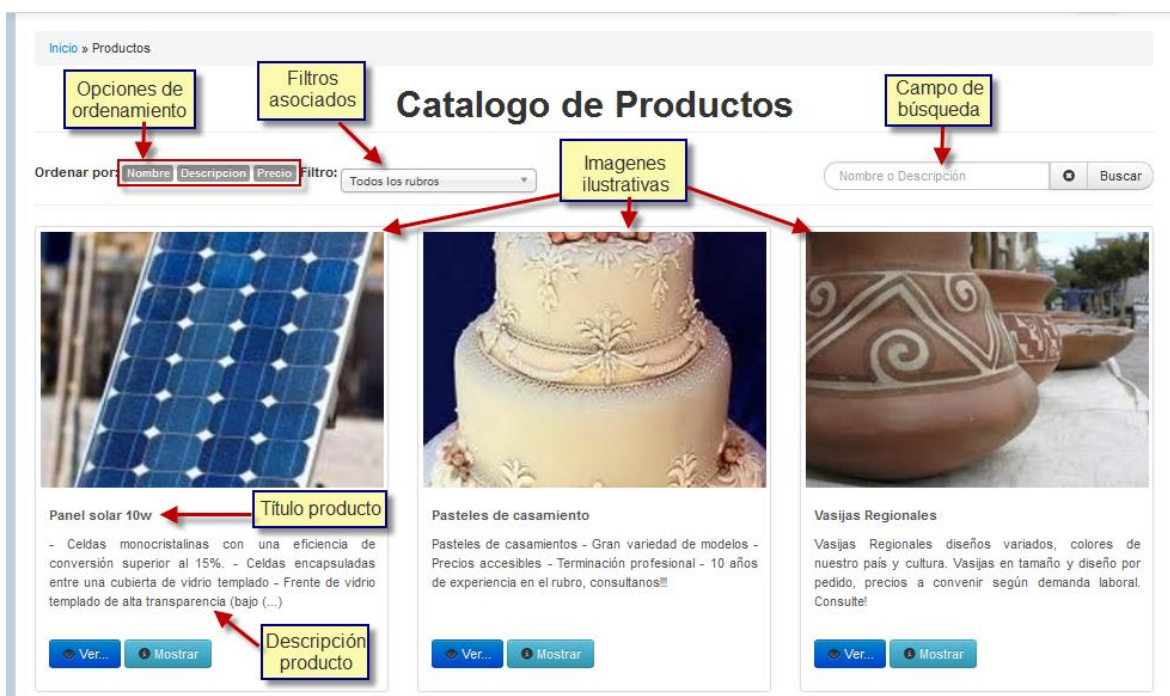 Inicio » Productos
Opciones de
ordenamiento
Filtros
asociados
Catalogo de Productos
Campo de
búsqueda
Ordenar por: Nombre Descripcion Precio Filtro: Todos los rubros
Imagenes
ilustrativas
Nombre o Descripción
Buscar
Panel solar 10w
Título producto
- Celdas monocristalinas con una eficiencia de
conversión superior al 15%. - Celdas encapsuladas
entre una cubierta de vidrio templado - Frente de vidrio
templado de alta transparencia (bajo (...)
Descripción
producto
Ver...
Mostrar
Pasteles de casamiento
Pasteles de casamientos - Gran variedad de modelos -
Precios accesibles - Terminación profesional - 10 años
de experiencia en el rubro, consultanos!!!
Ver...
Mostrar
Vasijas Regionales
Vasijas Regionales diseños variados, colores de
nuestro país y cultura. Vasijas en tamaño y diseño por
pedido, precios a convenir según demanda laboral.
Consulte!
Ver...
Mostrar